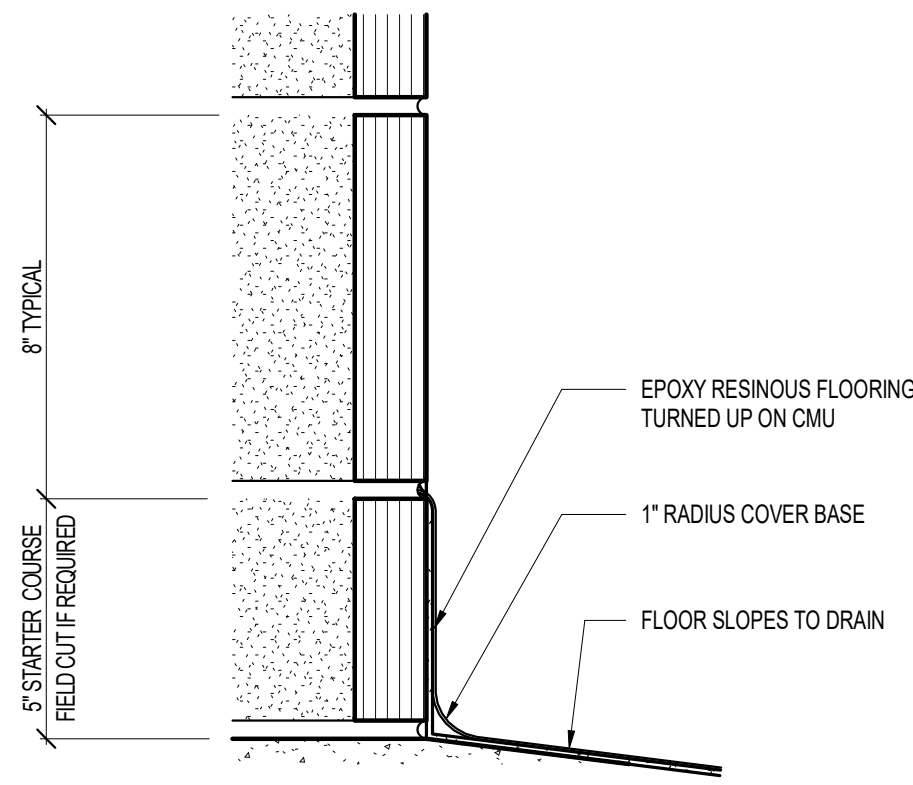 8" TYPICAL
5" STARTER COURSE
FIELD CUT IF REQUIRED
EPOXY RESINOUS FLOORING
TURNED UP ON CMU
1" RADIUS COVER BASE
FLOOR SLOPES TO DRAIN